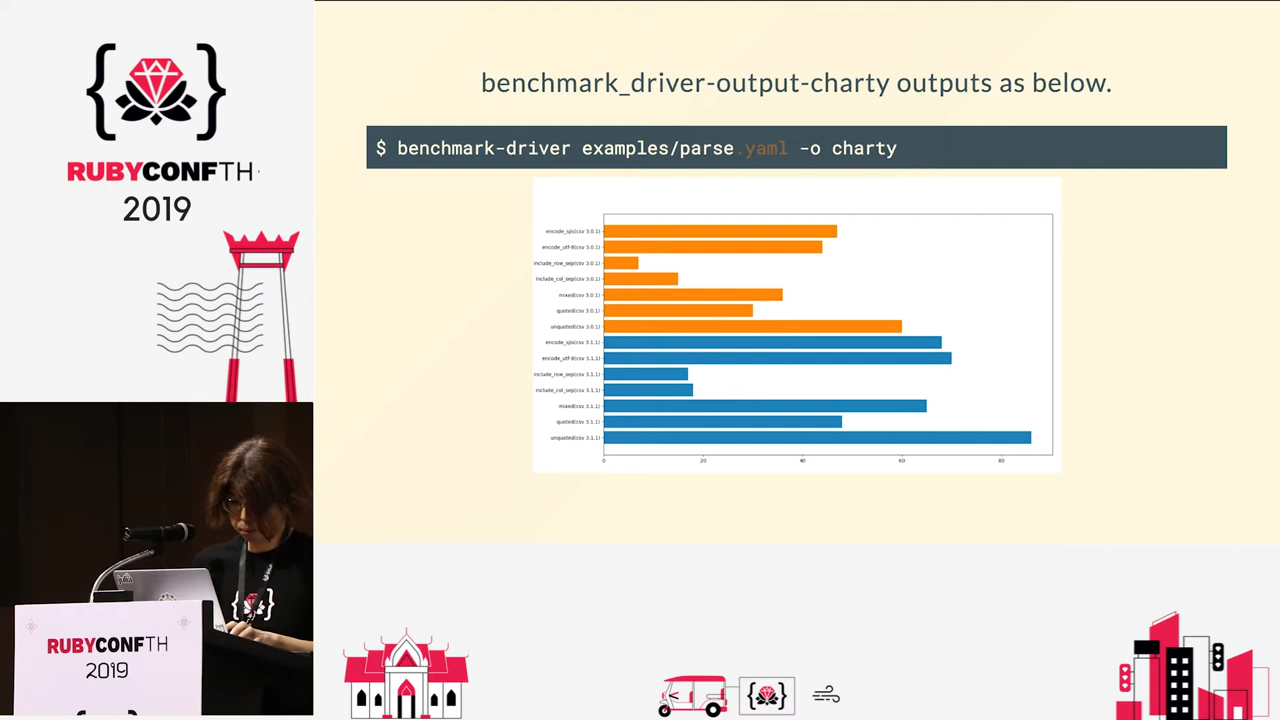 RUBYCONFTH
2019
benchmark_driver-output-charty outputs as below.
$ benchmark-driver examples/parse.yaml -o charty
encode_sjis(csv 3.0.1)
encode_utf-8(csv 3.0.1)
include_row_sep(csv 3.0.1)
include_col_sep(csv 3.0.1)
mixed(csv 3.0.1)
quoted(csv 3.0.1)
unquoted(csv 3.0.1)
encode_sjis(csv 3.1.1)
encode_utf-8(csv 3.1.1)
include_row_sep(csv 3.1.1)
include_col_sep(csv 3.1.1)
mixed(csv 3.1.1)
quoted(csv 3.1.1)
unquoted(csv 3.1.1)
0 20 40 60 80
RUBYCONFTH
2019